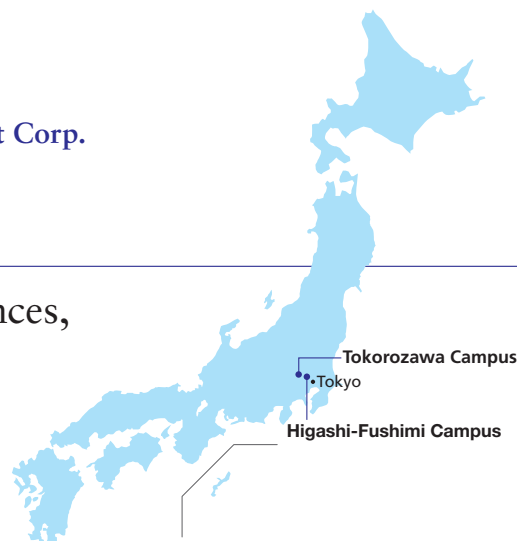 t Corp.
nces,
Tokorozawa Campus
•Tokyo
Higashi-Fushimi Campus